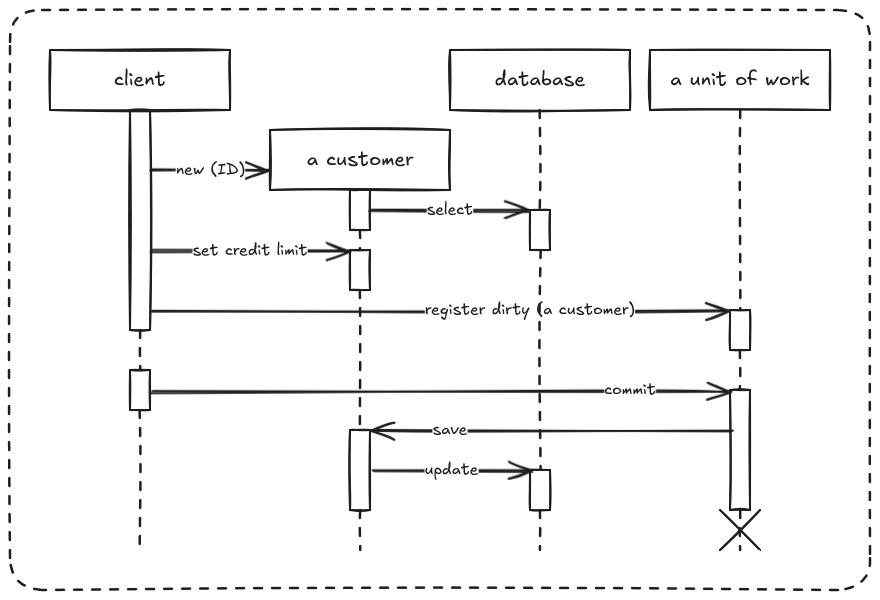 client
database
a unit of work
a customer
new (ID)
select
set credit limit
register dirty (a customer)
commit
save
update